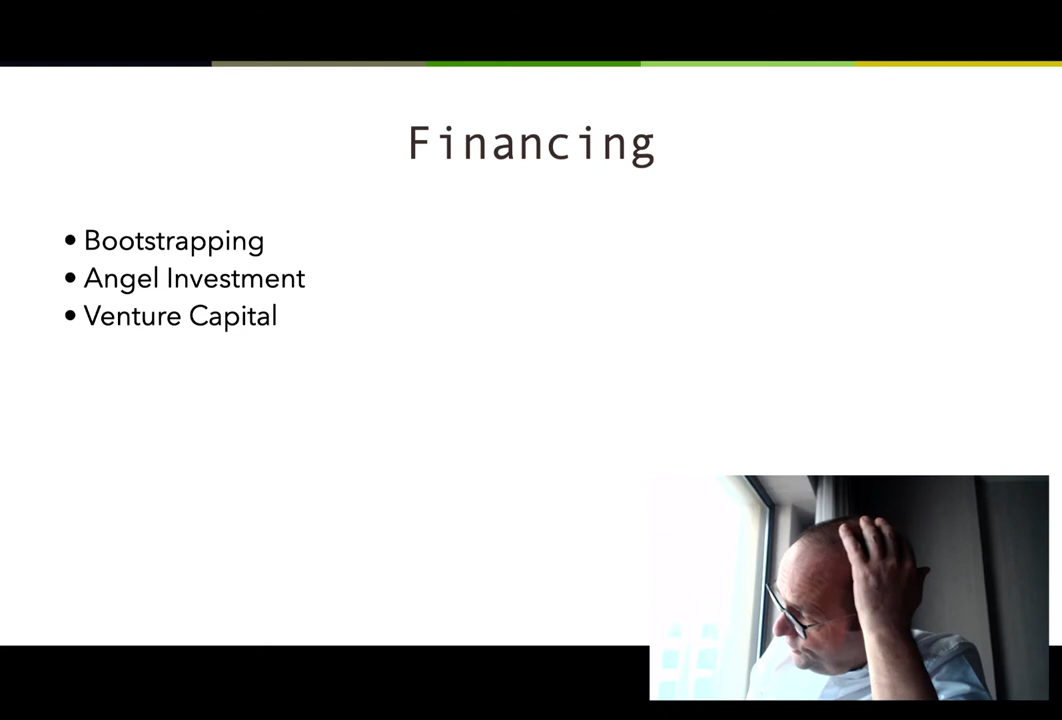 Financing
• Bootstrapping
• Angel Investment
• Venture Capital